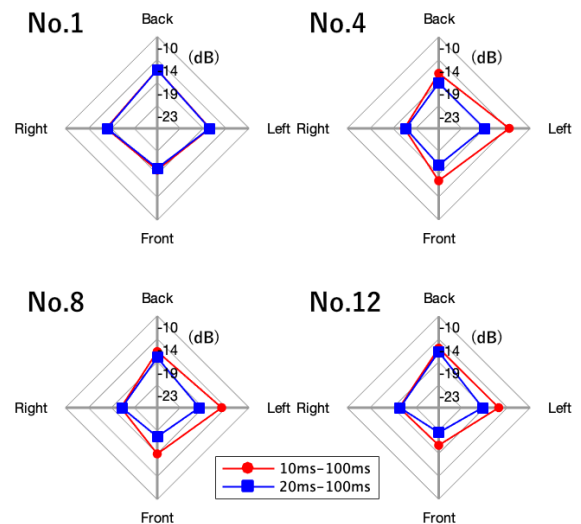 No.1
Back
-10
(dB)
-14
-19
-23
Right
Left
Front
No.4
Back
-10
(dB)
-14
-19
-23
Right
Left
Front
No.8
Back
-10
(dB)
-14
-19
-23
Right
Left
Front
No.12
Back
-10
(dB)
-14
-19
-23
Right
Left
Front
10ms-100ms
20ms-100ms